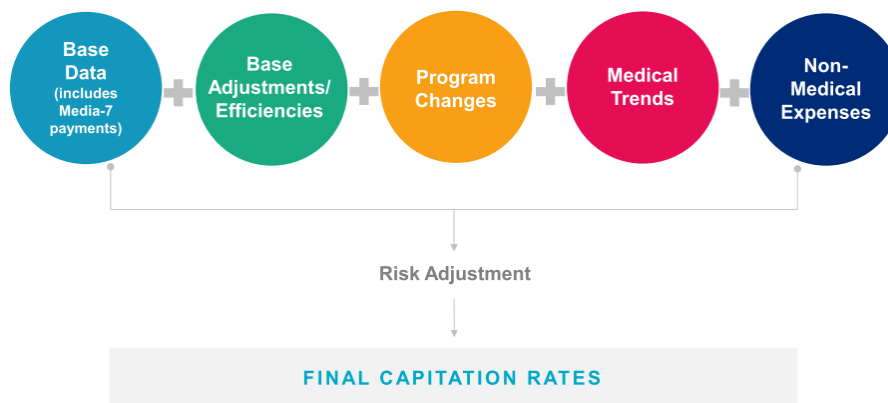 Base
Data
(includes
Media-7
payments)
Base
Adjustments/
Efficiencies
Program
Changes
Medical
Trends
Non-
Medical
Expenses
Risk Adjustment
FINAL CAPITATION RATES